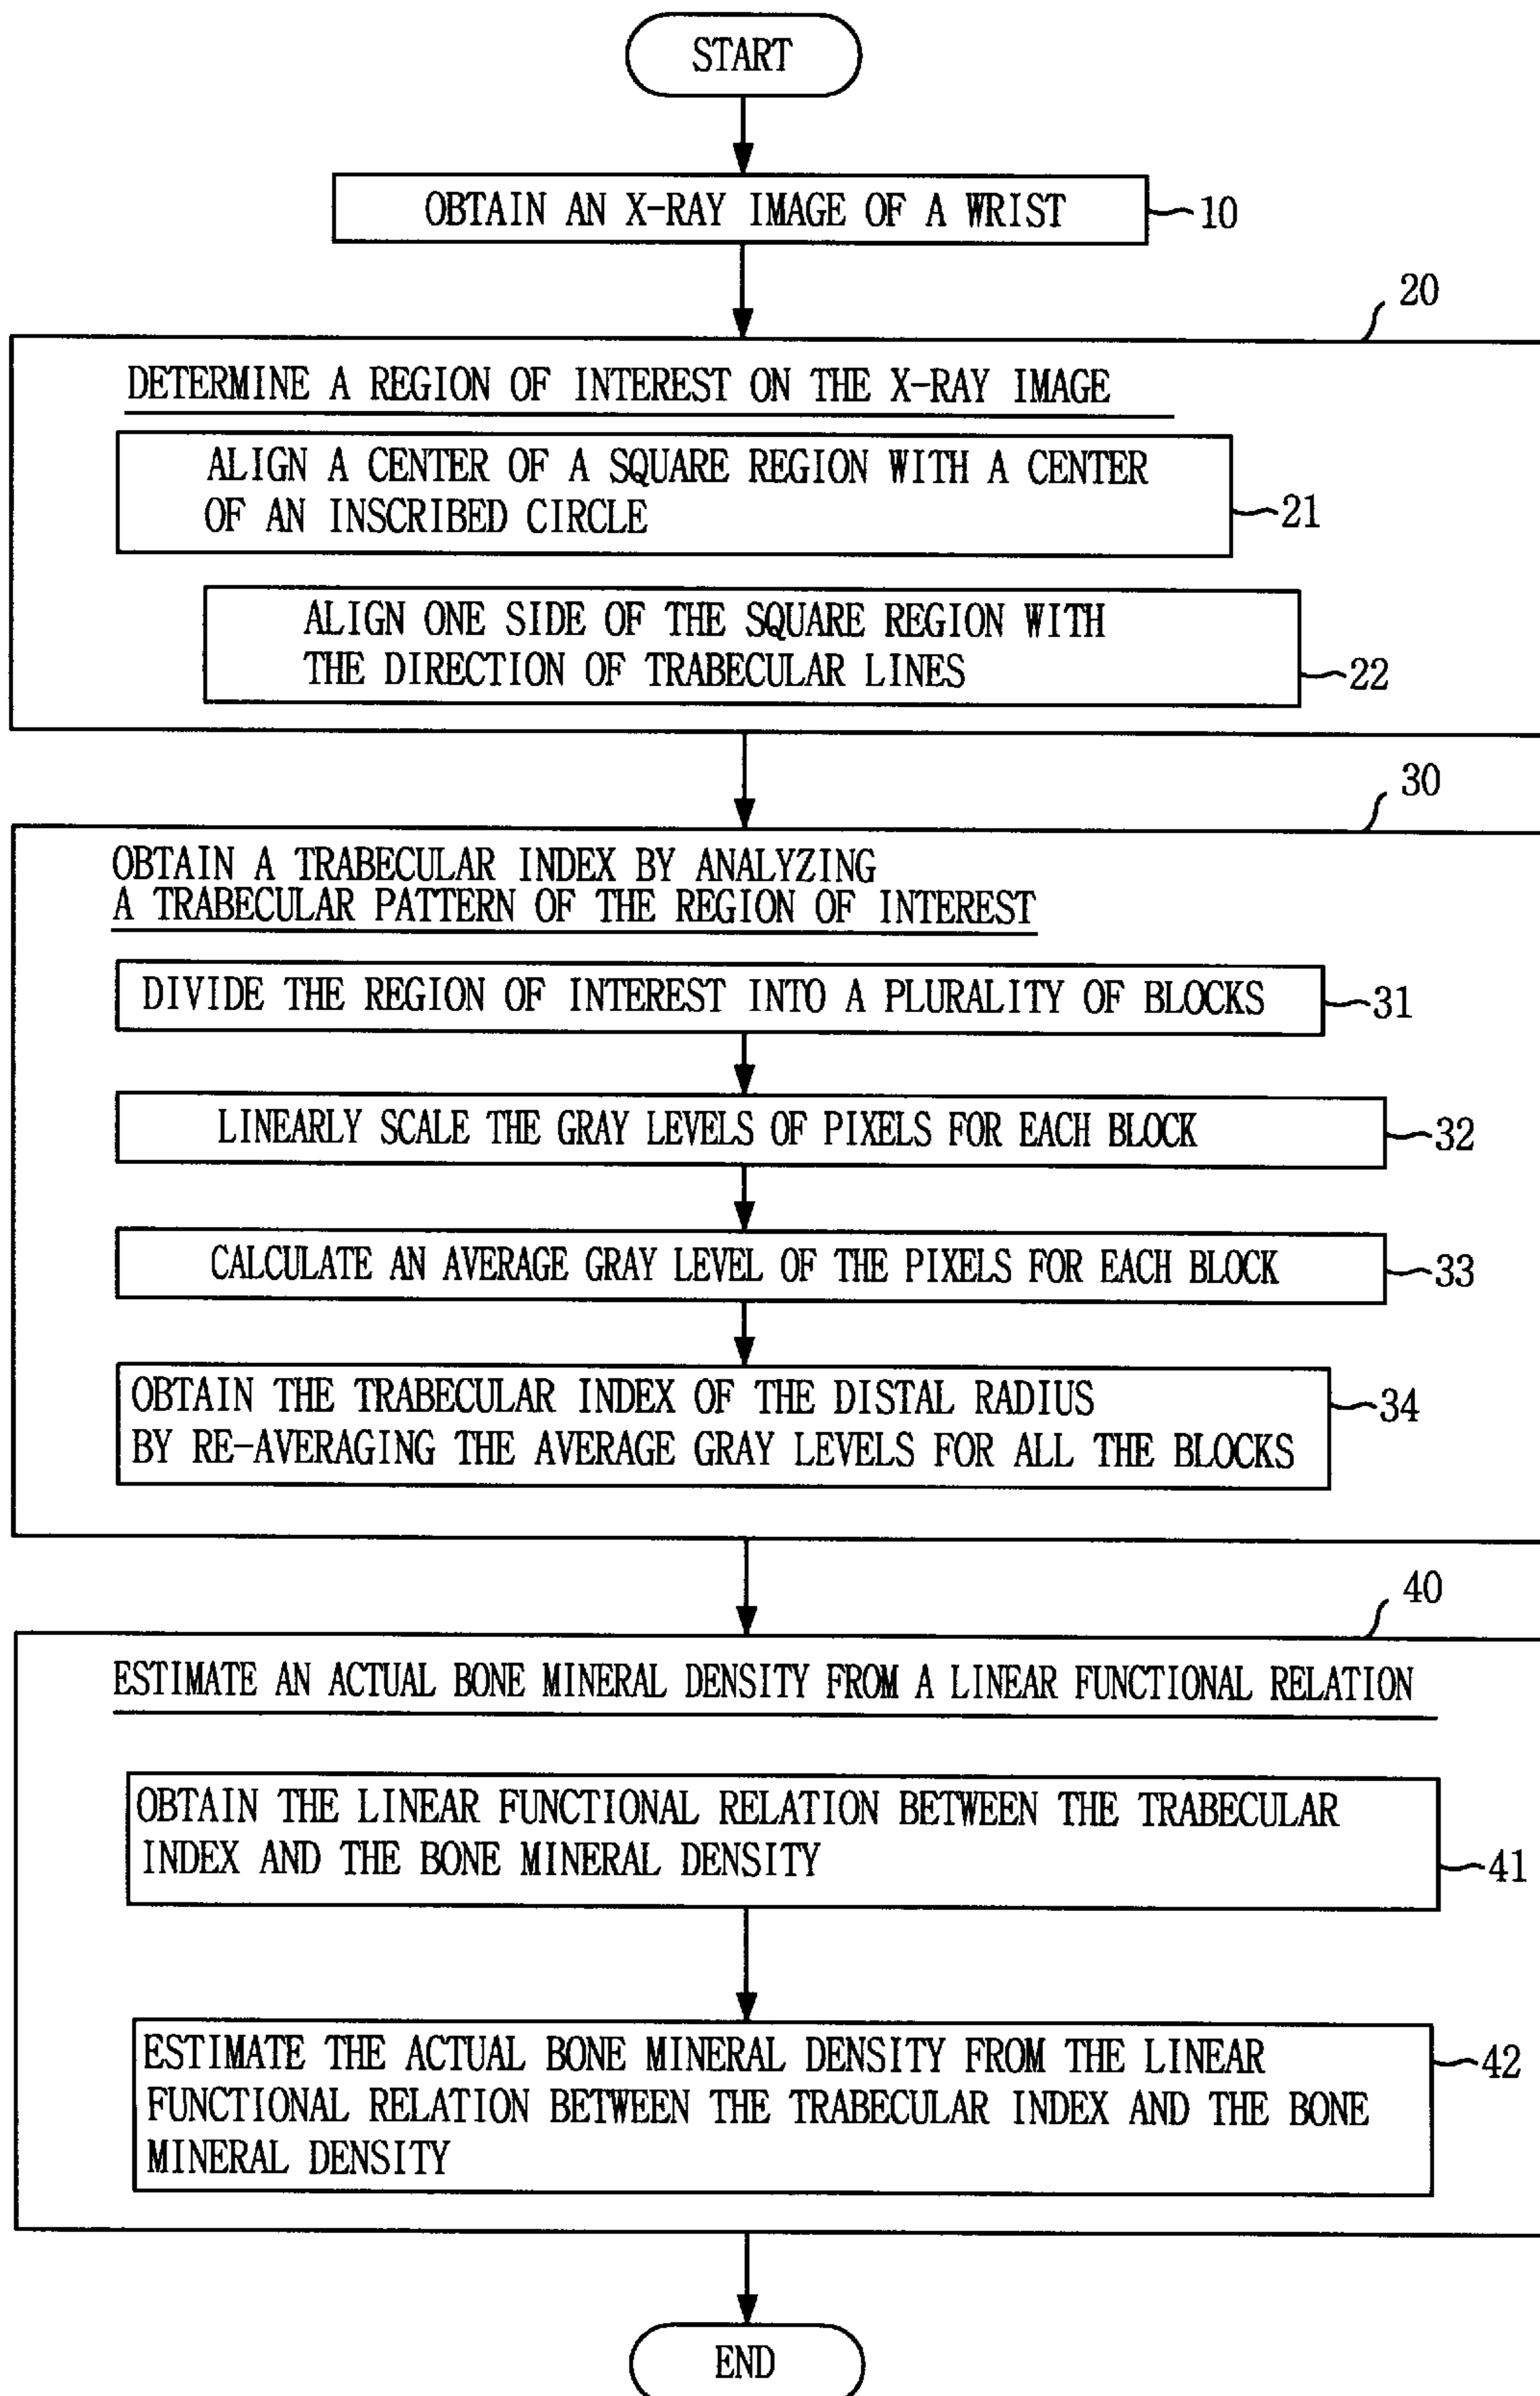 START
OBTAIN AN X-RAY IMAGE OF A WRIST
10
20
DETERMINE A REGION OF INTEREST ON THE X-RAY IMAGE
ALIGN A CENTER OF A SQUARE REGION WITH A CENTER
OF AN INSCRIBED CIRCLE
21
ALIGN ONE SIDE OF THE SQUARE REGION WITH
THE DIRECTION OF TRABECULAR LINES
22
30
OBTAIN A TRABECULAR INDEX BY ANALYZING
A TRABECULAR PATTERN OF THE REGION OF INTEREST
DIVIDE THE REGION OF INTEREST INTO A PLURALITY OF BLOCKS
31
LINEARLY SCALE THE GRAY LEVELS OF PIXELS FOR EACH BLOCK
32
CALCULATE AN AVERAGE GRAY LEVEL OF THE PIXELS FOR EACH BLOCK
33
OBTAIN THE TRABECULAR INDEX OF THE DISTAL RADIUS
BY RE-AVERAGING THE AVERAGE GRAY LEVELS FOR ALL THE BLOCKS
34
40
ESTIMATE AN ACTUAL BONE MINERAL DENSITY FROM A LINEAR FUNCTIONAL RELATION
OBTAIN THE LINEAR FUNCTIONAL RELATION BETWEEN THE TRABECULAR
INDEX AND THE BONE MINERAL DENSITY
41
ESTIMATE THE ACTUAL BONE MINERAL DENSITY FROM THE LINEAR
FUNCTIONAL RELATION BETWEEN THE TRABECULAR INDEX AND THE BONE
MINERAL DENSITY
42
END